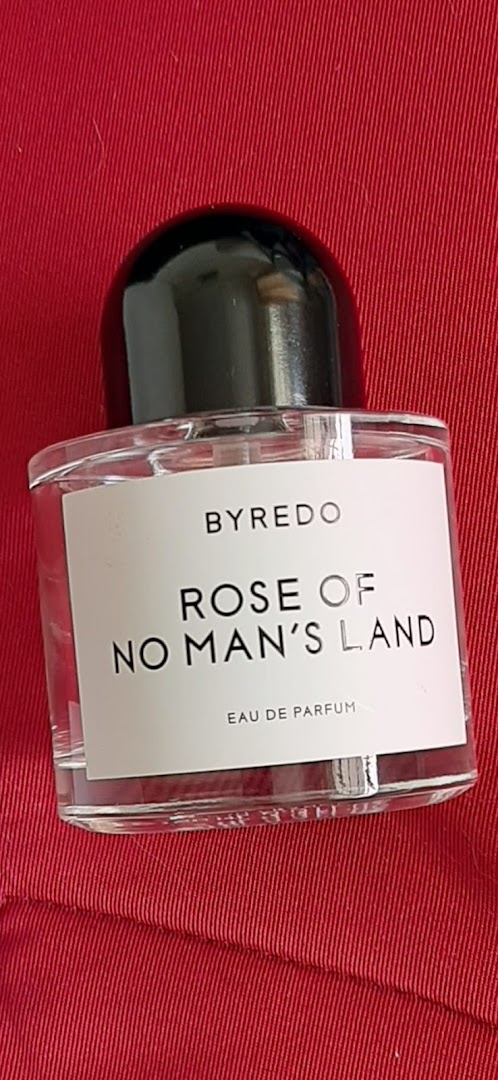 BYREDO
ROSE OF
NO MAN'S LAND
EAU DE PARFUM